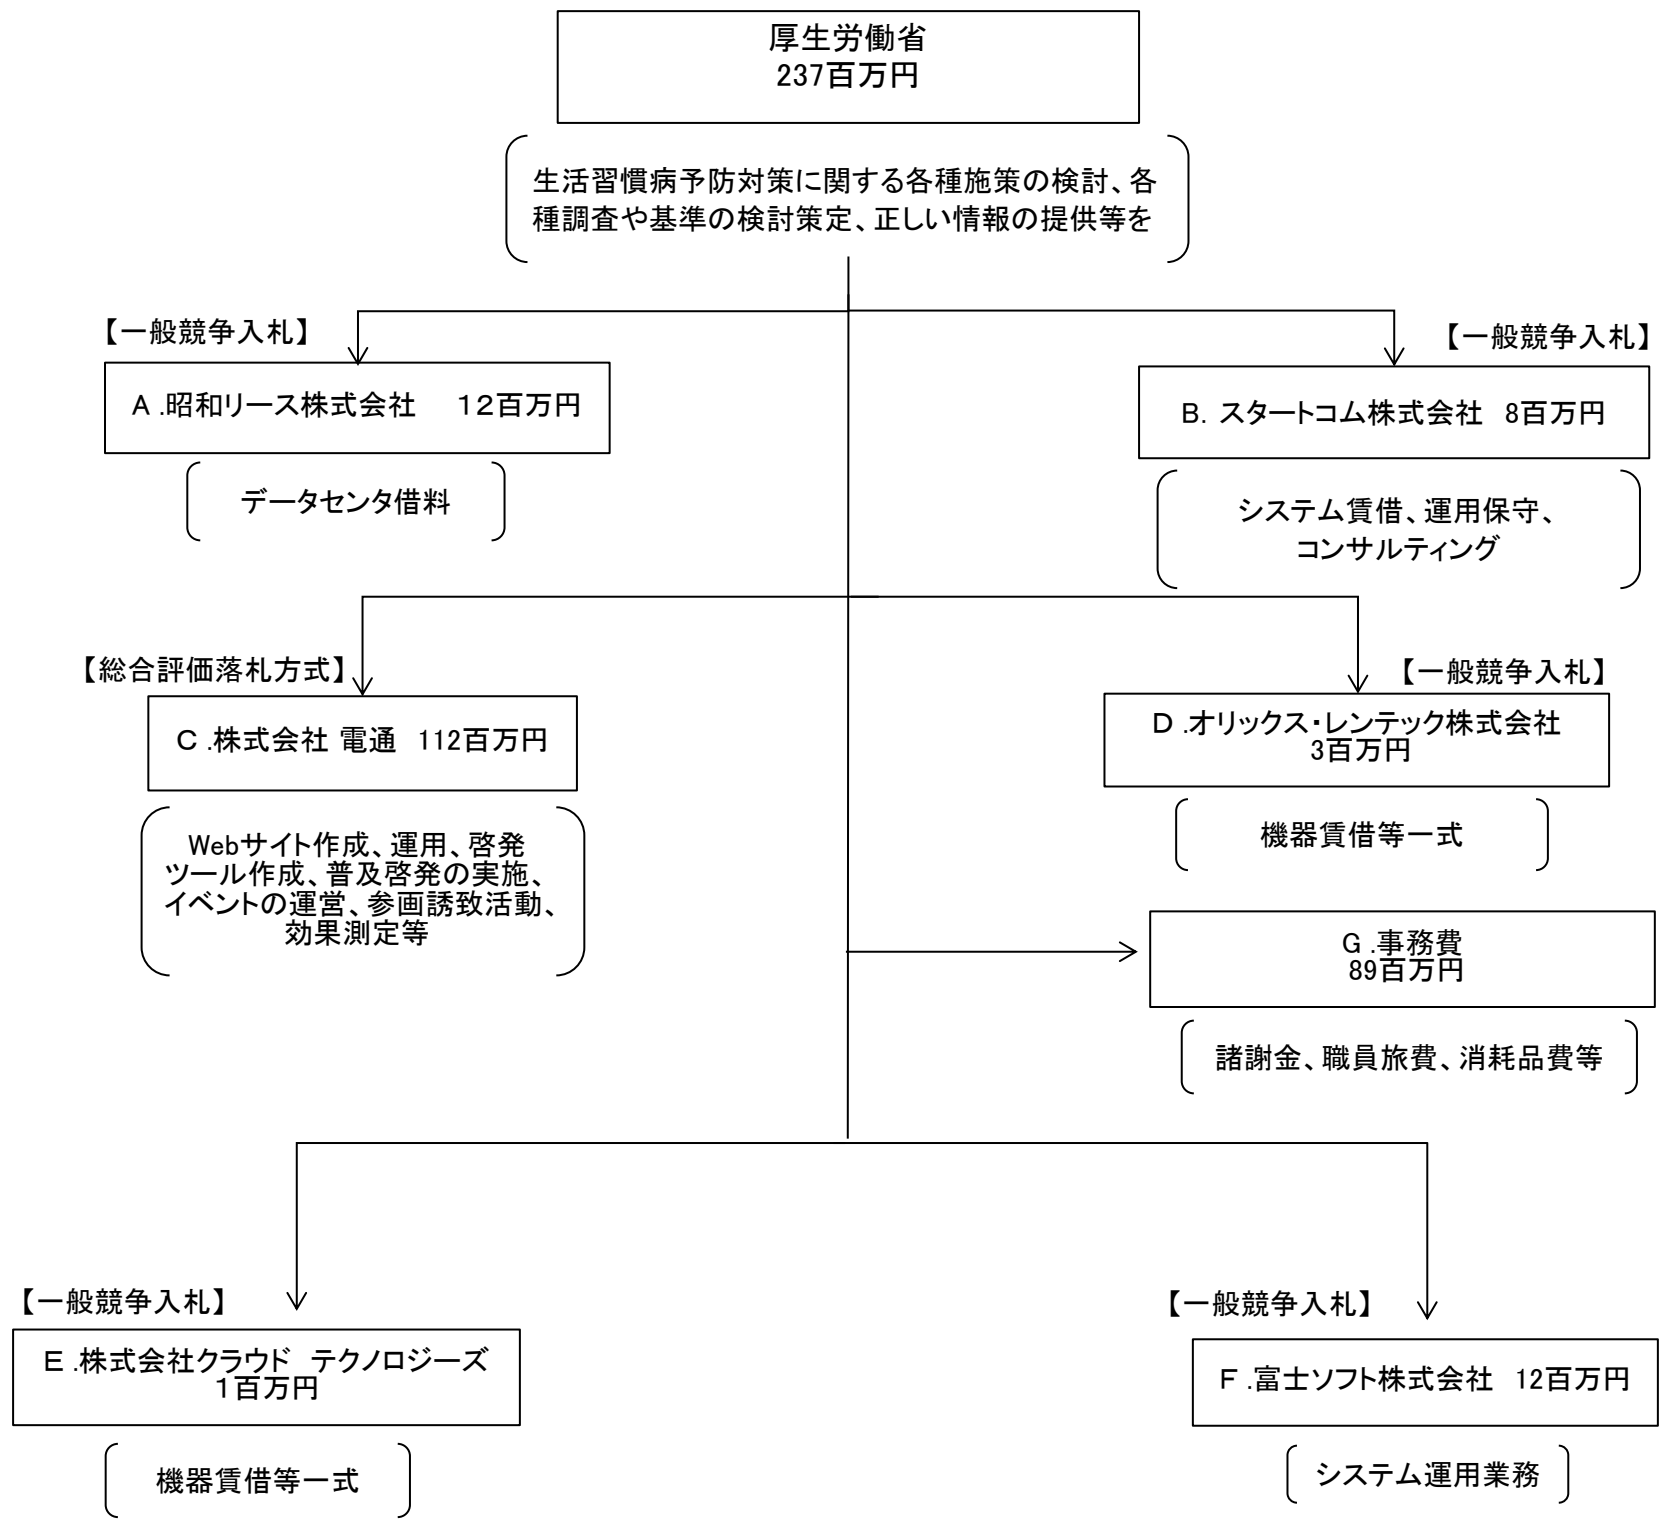 厚生労働省
237百万円
生活習慣病予防対策に関する各種施策の検討、各
種調査や基準の検討策定、正しい情報の提供等を
【一般競争入札】
【一般競争入札】
A .昭和リース株式会社　１２百万円
B. スタートコム株式会社　8百万円
データセンタ借料
システム賃借、運用保守、
コンサルティング
【総合評価落札方式】
【一般競争入札】
C .株式会社 電通　112百万円
D .オリックス・レンテック株式会社
3百万円
Webサイト作成、運用、啓発
ツール作成、普及啓発の実施、
イベントの運営、参画誘致活動、
効果測定等
機器賃借等一式
G .事務費
89百万円
諸謝金、職員旅費、消耗品費等
【一般競争入札】
【一般競争入札】
E .株式会社クラウド　テクノロジーズ
１百万円
F .富士ソフト株式会社　12百万円
機器賃借等一式
システム運用業務